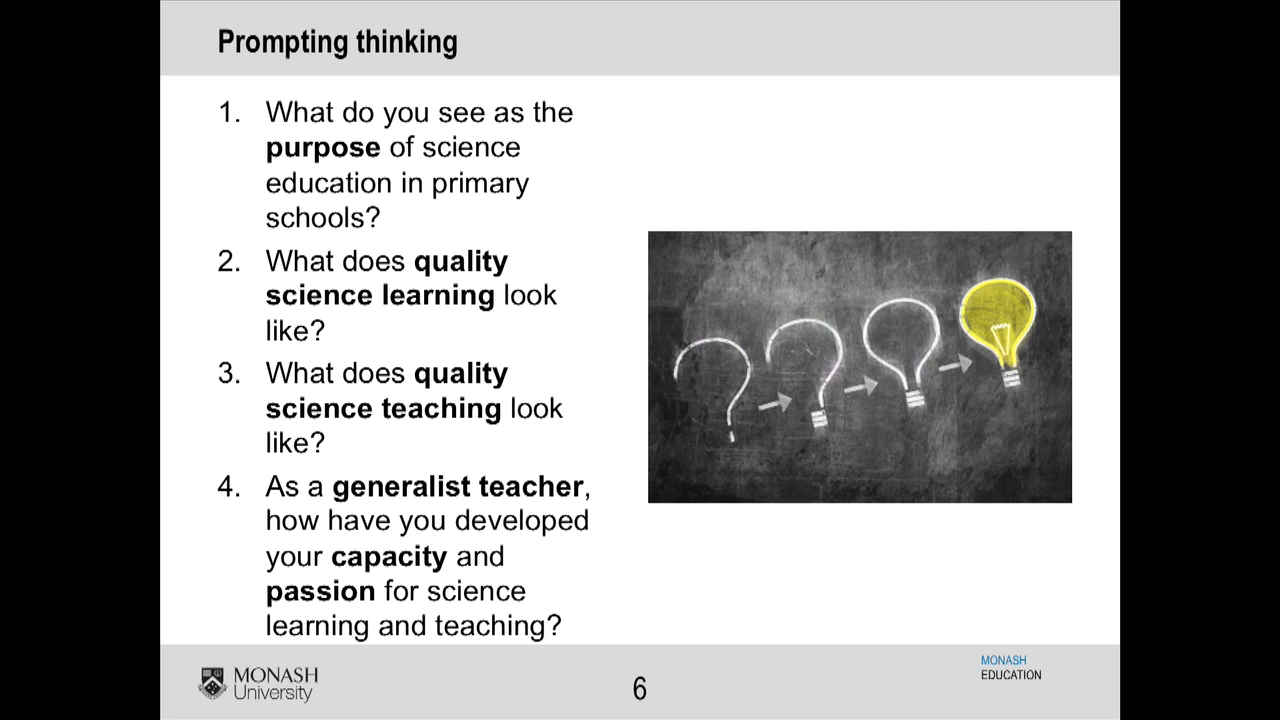 Prompting thinking
1. What do you see as the
purpose of science
education in primary
schools?
2. What does quality
science learning look
like?
3. What does quality
science teaching look
like?
4. As a generalist teacher,
how have you developed
your capacity and
passion for science
learning and teaching?
MONASH
University
6
MONASH
EDUCATION